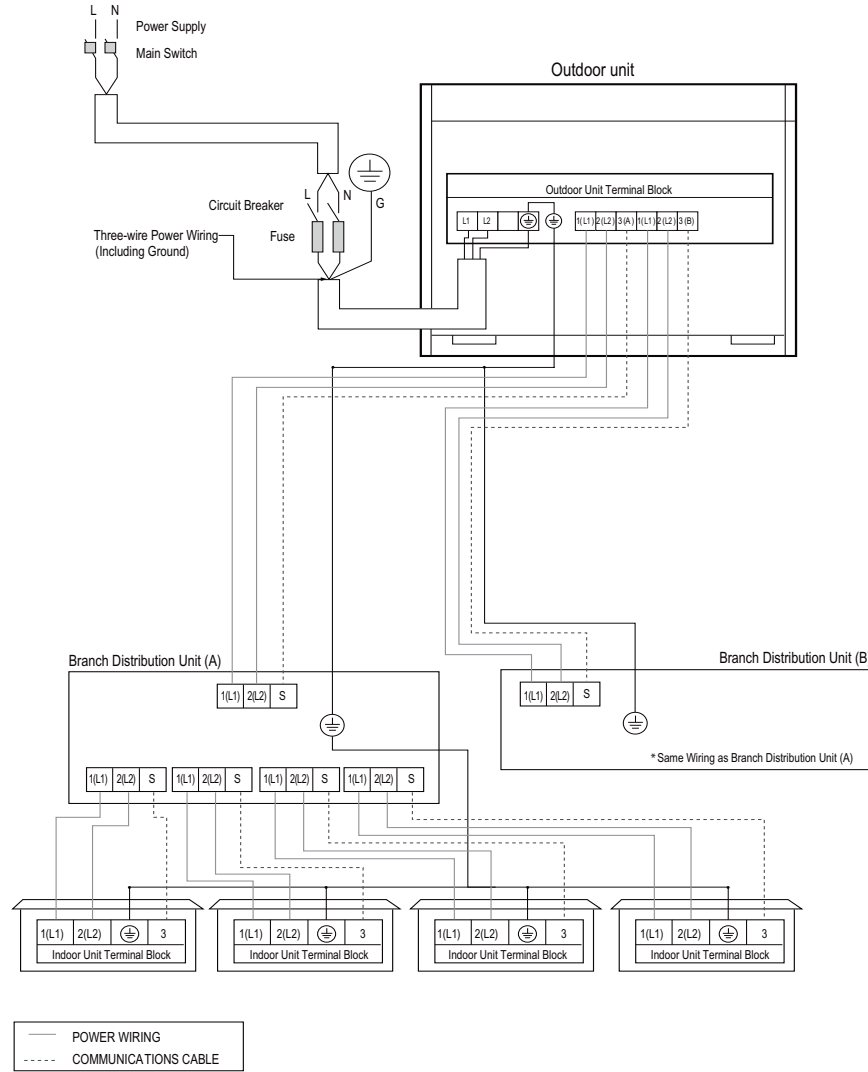 L N
Power Supply
Main Switch
Outdoor unit
Outdoor Unit Terminal Block
L1 L2 1(L1) 2(L2) 3(A) 1(L1) 2(L2) 3(B)
L N
G
Circuit Breaker
Fuse
Three-wire Power Wiring
(Including Ground)
Branch Distribution Unit (A)
1(L1) 2(L2) S
1(L1) 2(L2) S 1(L1) 2(L2) S 1(L1) 2(L2) S 1(L1) 2(L2) S
Branch Distribution Unit (B
1(L1) 2(L2) S
*Same Wiring as Branch Distribution Unit (A)
1(L1) 2(L2) 3
Indoor Unit Terminal Block
1(L1) 2(L2) 3
Indoor Unit Terminal Block
1(L1) 2(L2) 3
Indoor Unit Terminal Block
1(L1) 2(L2) 3
Indoor Unit Terminal Block
POWER WIRING
COMMUNICATIONS CABLE